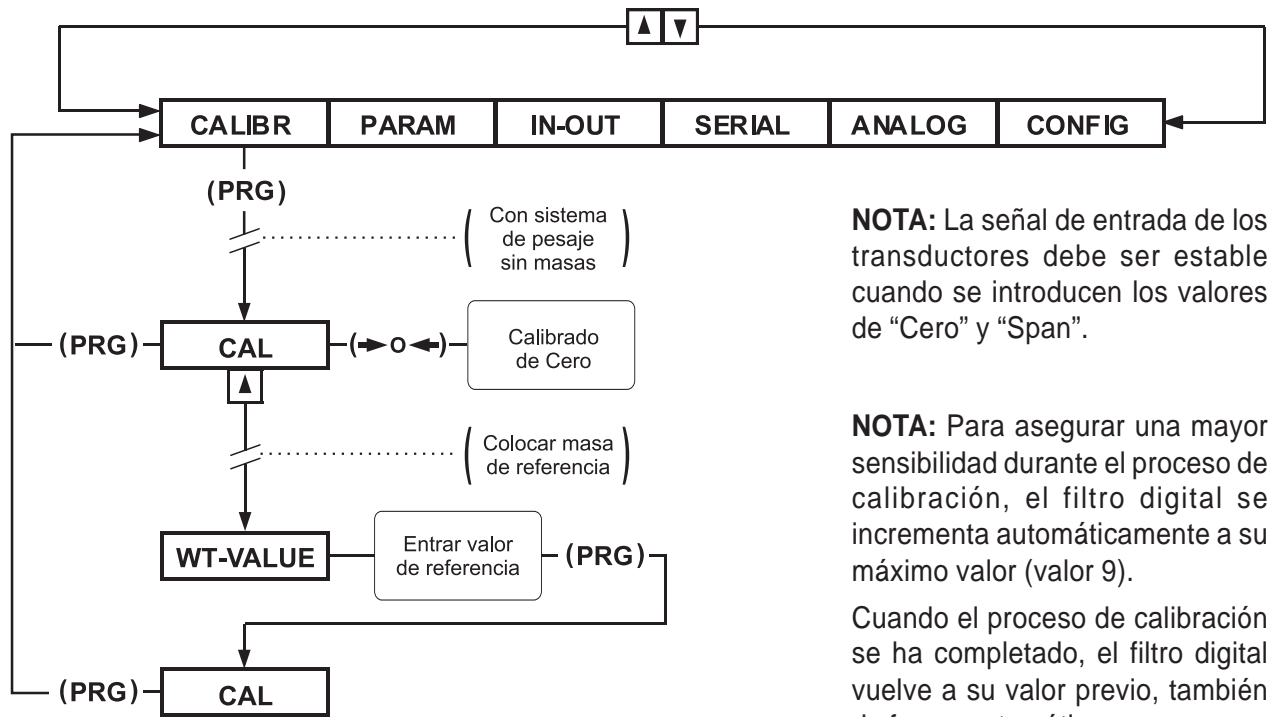 CALIBR PARAM IN-OUT SERIAL ANALOG CONFIG
(PRG)
Con sistema
de pesaje
sin masas
(PRG) CAL (➔o←) Calibrado
de Cero
Colocar masa
de referencia
WT-VALUE Entrar valor
de referencia (PRG)
(PRG) CAL
NOTA: La señal de entrada de los
transductores debe ser estable
cuando se introducen los valores
de “Cero” y “Span”.
NOTA: Para asegurar una mayor
sensibilidad durante el proceso de
calibración, el filtro digital se
incrementa automáticamente a su
máximo valor (valor 9).
Cuando el proceso de calibración
se ha completado, el filtro digital
vuelve a su valor previo, también